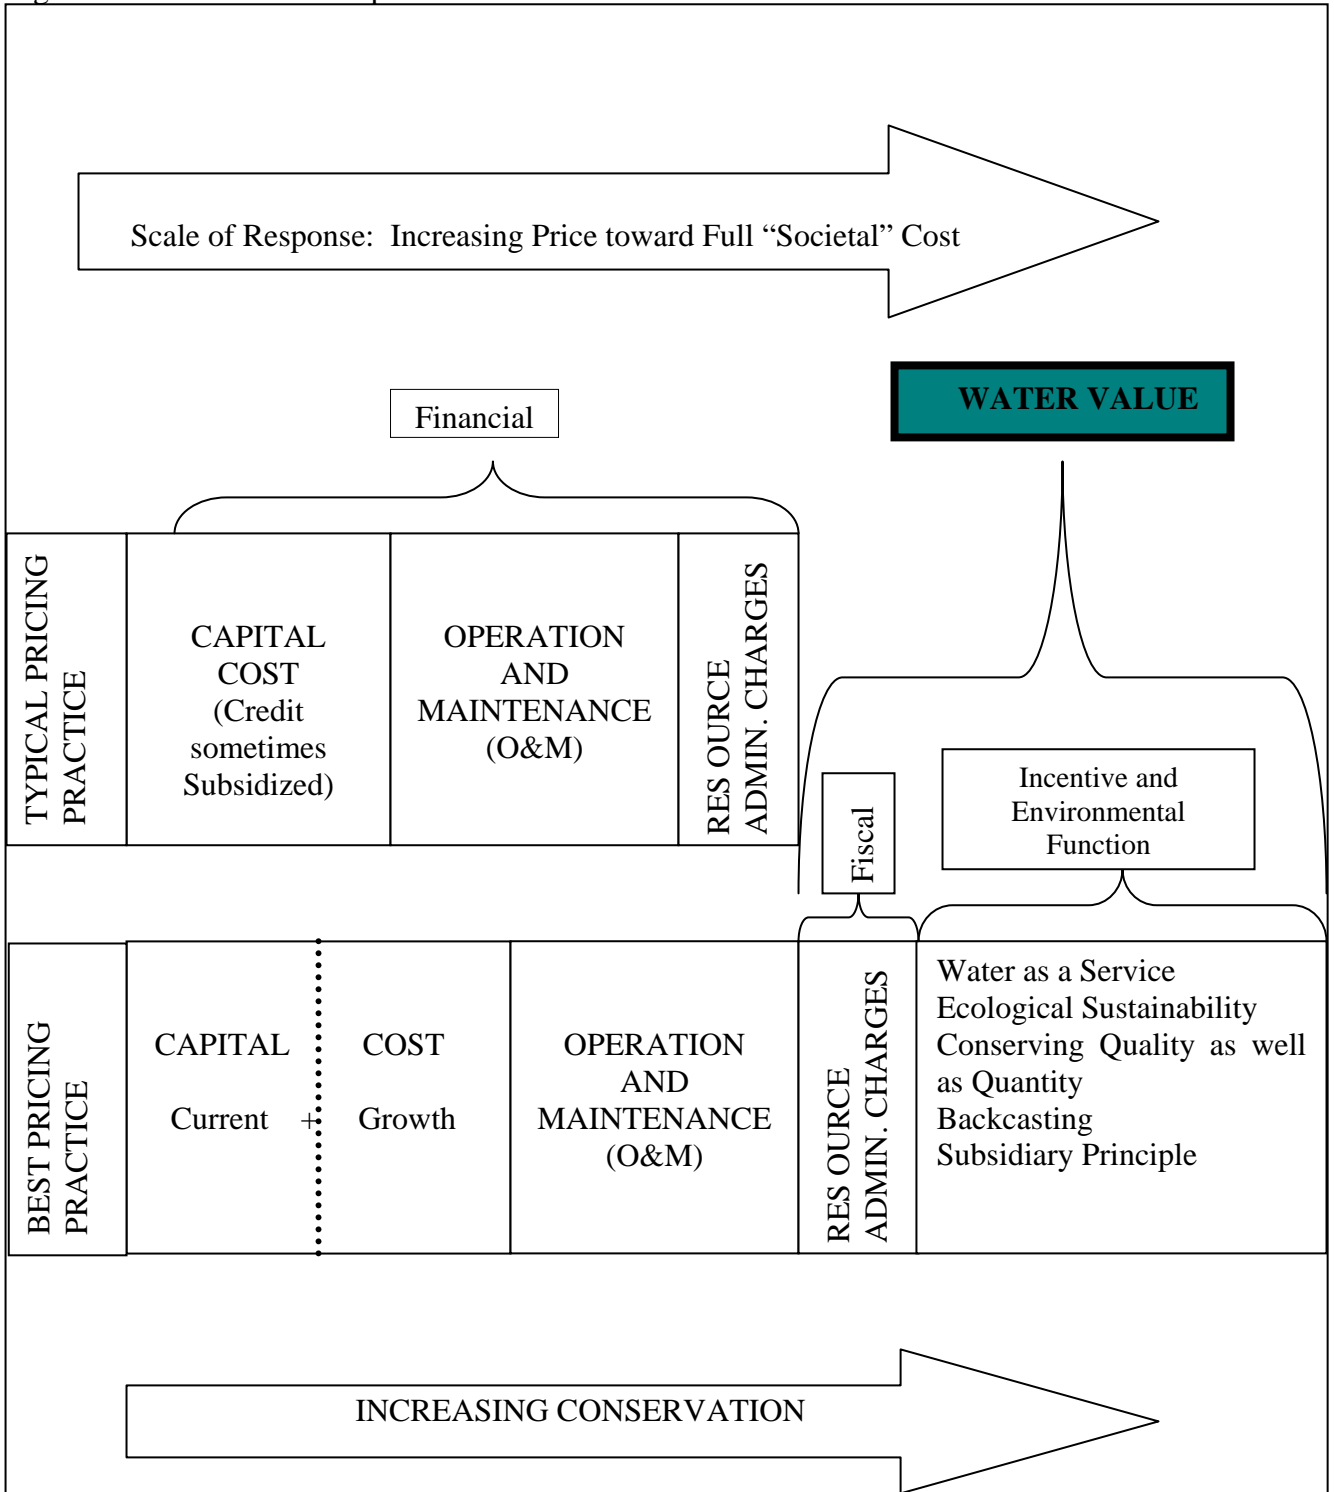 Scale of Response:  Increasing Price toward Full “Societal” Cost
WATER VALUE
Financial
TYPICAL PRICING
PRACTICE
CAPITAL
COST
(Credit
sometimes
Subsidized)
OPERATION
AND
MAINTENANCE
(O&M)
RES OURCE
ADMIN. CHARGES
Fiscal
Incentive and
Environmental
Function
BEST PRICING
PRACTICE
CAPITAL
COST
Current +
Growth
OPERATION
AND
MAINTENANCE
(O&M)
RES OURCE
ADMIN. CHARGES
Water as a Service
Ecological Sustainability
Conserving Quality as well
as Quantity
Backcasting
Subsidiary Principle
INCREASING CONSERVATION